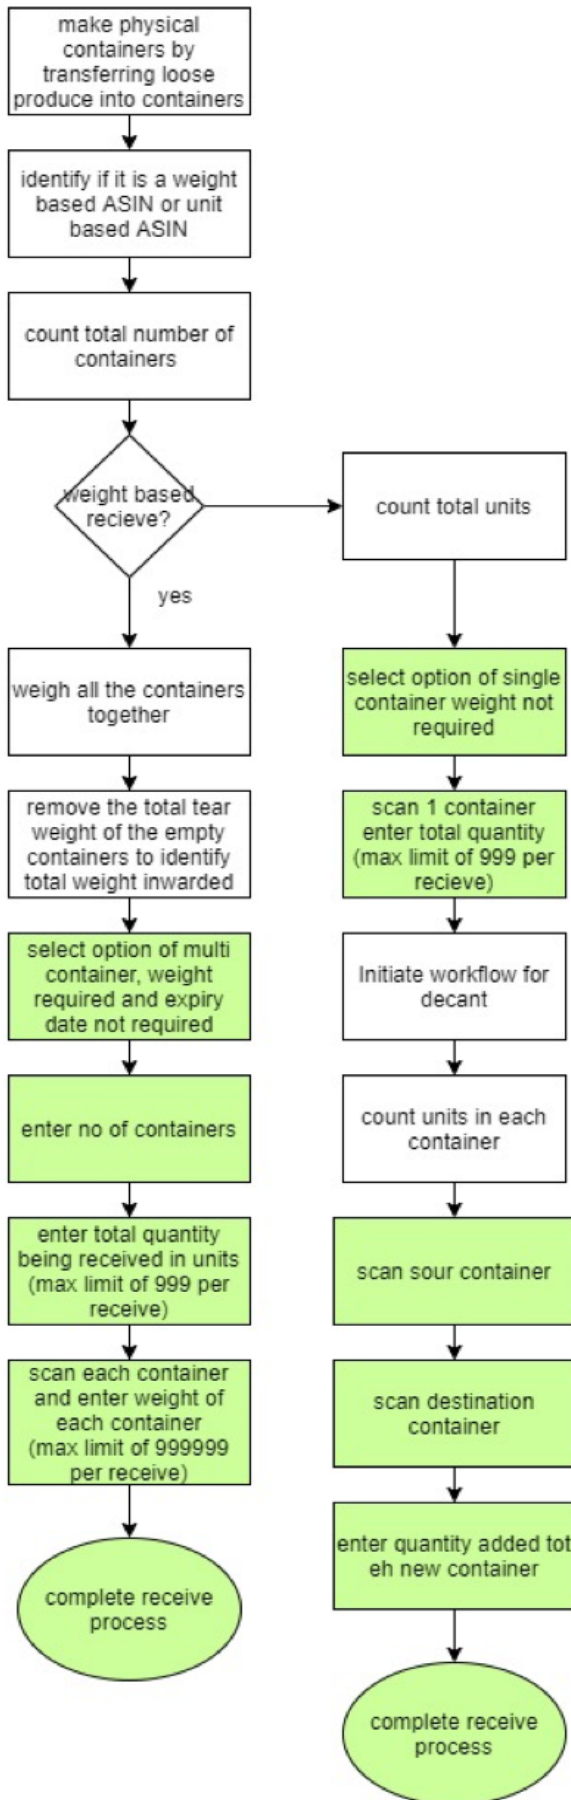 make physical
containers by
transferring loose
produce into containers
identify if it is a weight
based ASIN or unit
based ASIN
count total number of
containers
weight based
recieve?
yes
weigh all the containers
together
remove the total tear
weight of the empty
containers to identify
total weight inwarded
select option of multi
container, weight
required and expiry
date not required
enter no of containers
enter total quantity
being received in units
(max limit of 999 per
receive)
scan each container
and enter weight of
each container
(max limit of 999999
per receive)
complete receive
process
count total units
select option of single
container weight not
required
scan 1 container
enter total quantity
(max limit of 999 per
recieve)
Initiate workflow for
decant
count units in each
container
scan sour container
scan destination
container
enter quantity added tot
eh new container
complete receive
process